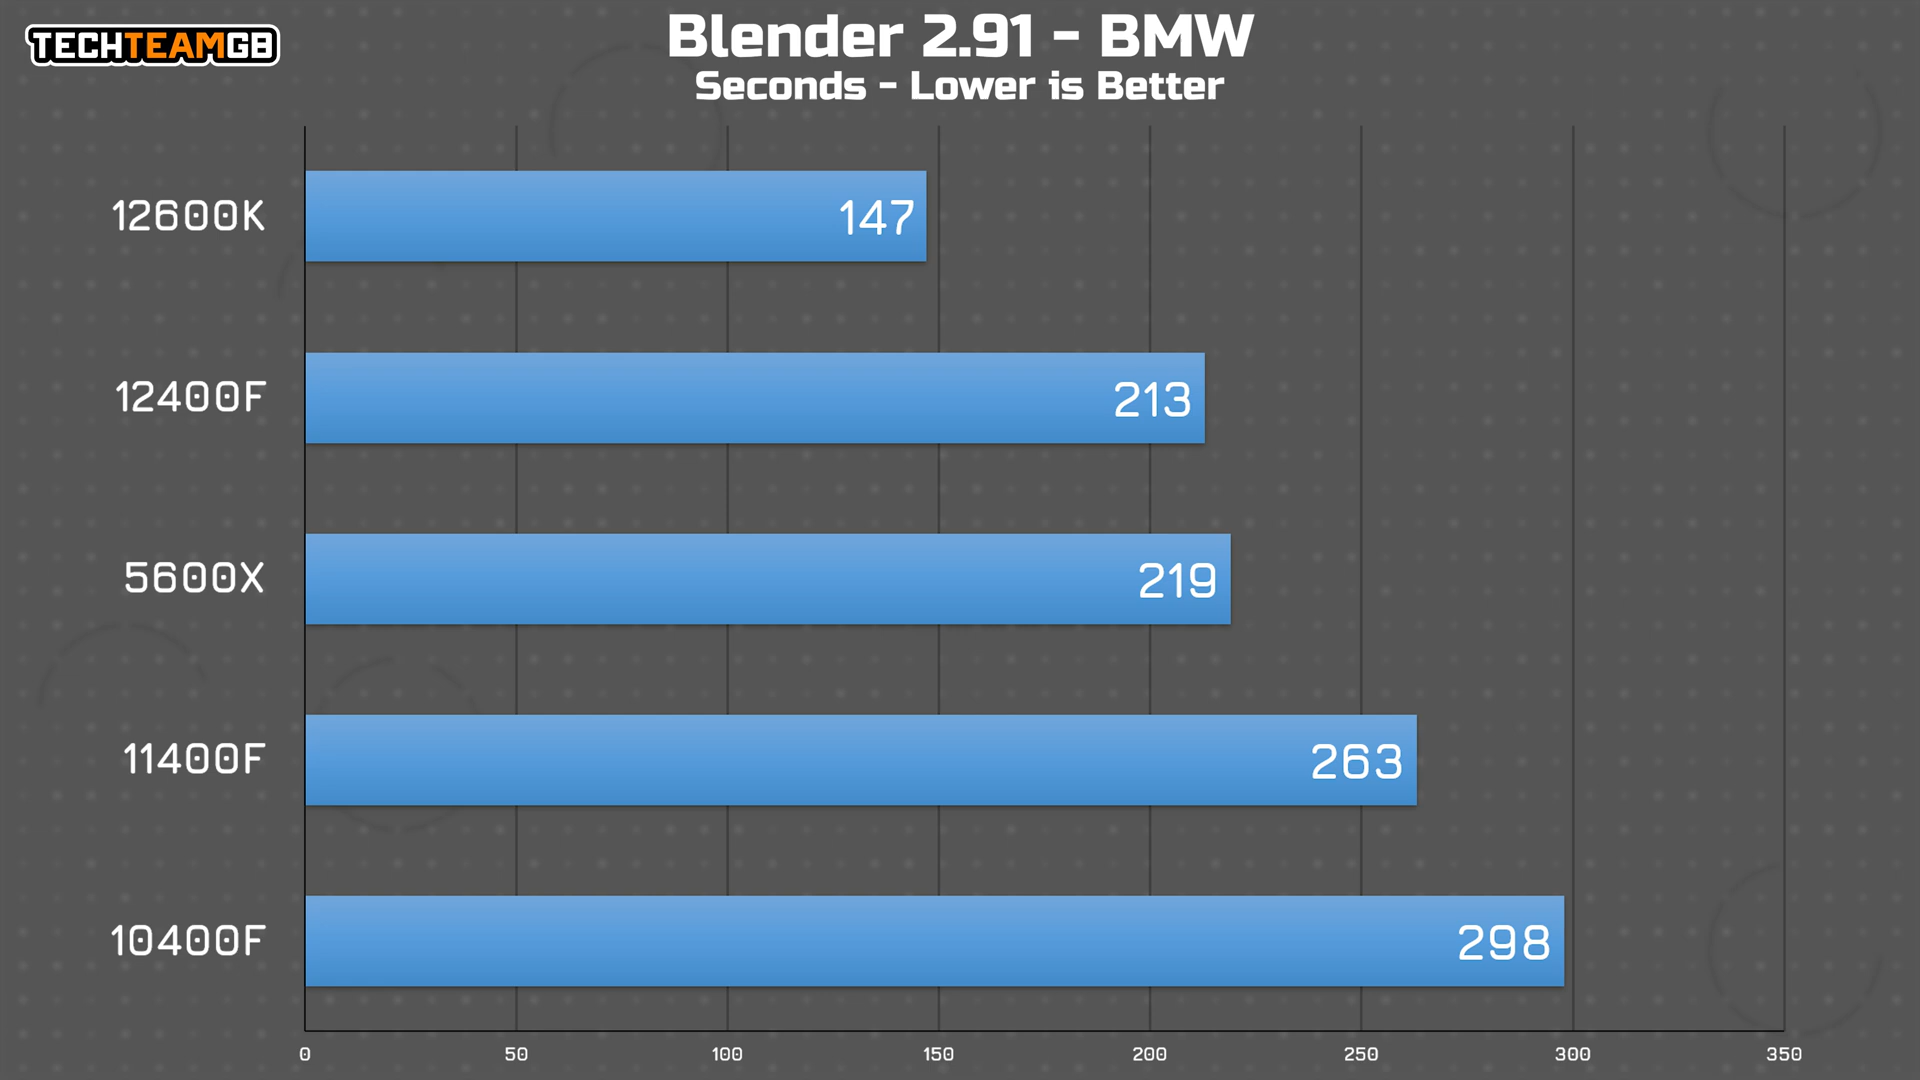 TECHTEAMGB
Blender 2.91 - BMW
Seconds - Lower is Better
12600K 147
12400F 213
5600X 219
11400F 263
10400F 298
0 50 100 150 200 250 300 350